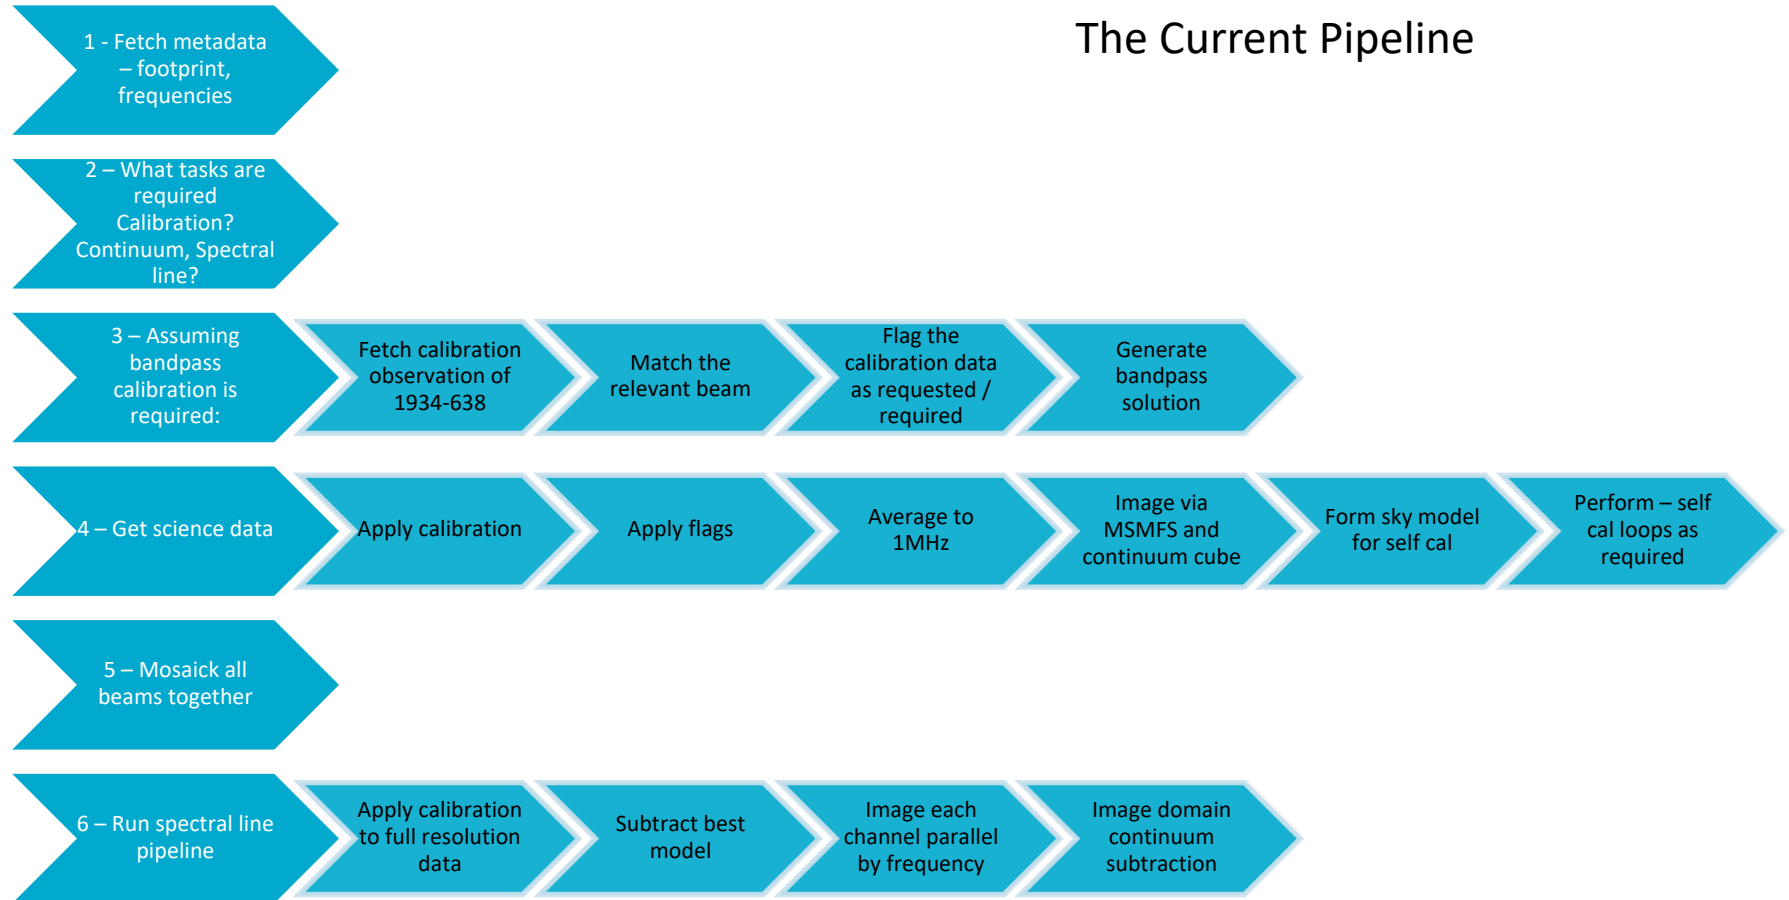 The Current Pipeline
1 - Fetch metadata
– footprint,
frequencies
2 – What tasks are
required
Calibration?
Continuum, Spectral
line?
3 – Assuming
bandpass
calibration is
required:
Fetch calibration
observation of
1934-638
Match the
relevant beam
Flag the
calibration data
as requested /
required
Generate
bandpass
solution
4 – Get science data
Apply calibration
Apply flags
Average to
1MHz
Image via
MSMFS and
continuum cube
Form sky model
for self cal
Perform – self
cal loops as
required
5 – Mosaick all
beams together
6 – Run spectral line
pipeline
Apply calibration
to full resolution
data
Subtract best
model
Image each
channel parallel
by frequency
Image domain
continuum
subtraction